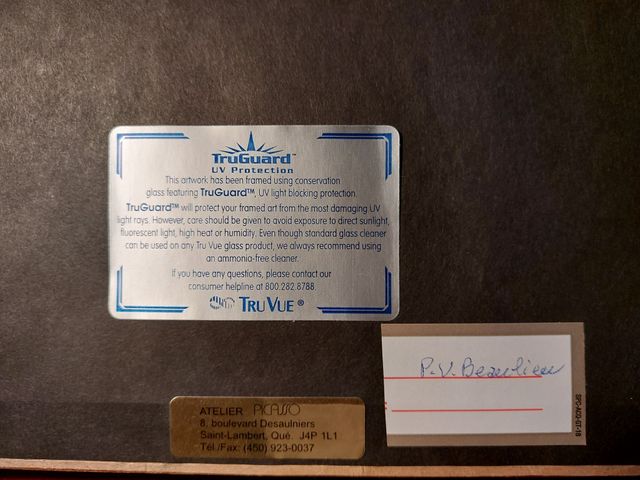 TruGuard™
UV Protection
This artwork has been framed using conservation
glass featuring TruGuard™, UV light blocking protection.
TruGuard™ will protect your framed art from the most damaging UV
light rays. However, care should be given to avoid exposure to direct sunlight,
fluorescent light, high heat or humidity. Even though standard glass cleaner
can be used on any Tru Vue glass product, we always recommend using
an ammonia-free cleaner.
If you have any questions, please contact our
consumer helpline at 800.282.8788.
TRU VUE ®
P.V. Beaulieu
SPC-ACG-ST-18
ATELIER PICASSO
8, boulevard Desaulniers
Saint-Lambert, Qué. J4P 1L1
Tél./Fax: (450) 923-0037